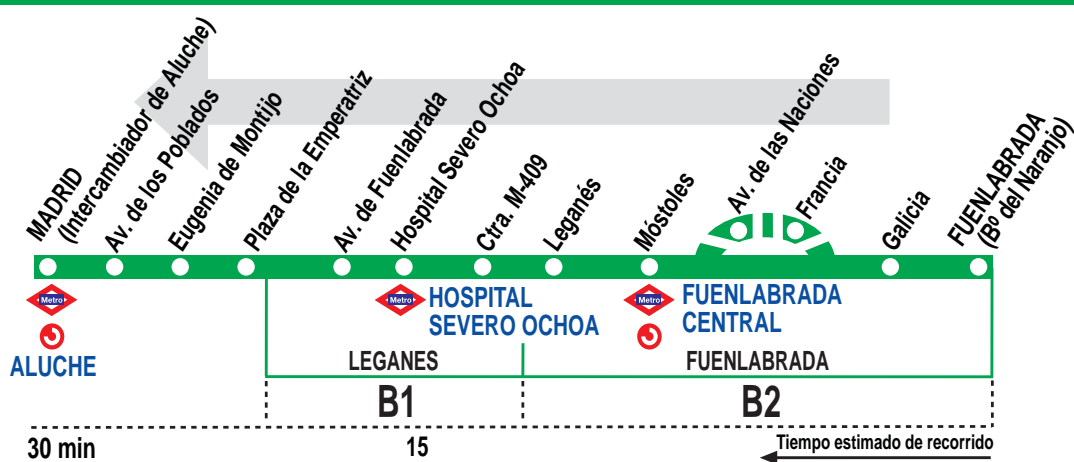 MADRID
(Intercambiador de Aluche)
Av. de los Poblados
Eugenia de Montijo
Plaza de la Emperatriz
Av. de Fuenlabrada
Hospital Severo Ochoa
Ctra. M-409
Leganés
Móstoles
Av. de las Naciones
Francia
Galicia
FUENLABRADA
(Bº del Naranjo)
Metro
ALUCHE
Metro
HOSPITAL
SEVERO OCHOA
Metro
FUENLABRADA
CENTRAL
LEGANES
FUENLABRADA
B1
B2
30 min
15
Tiempo estimado de recorrido